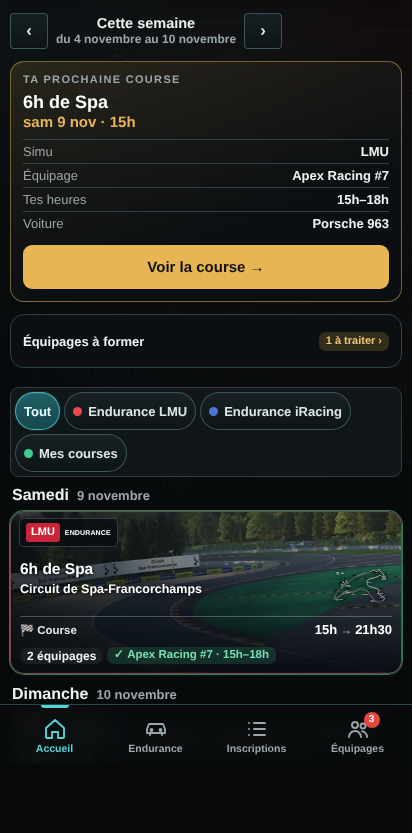 ‹
Cette semaine
du 4 novembre au 10 novembre
›
TA PROCHAINE COURSE
6h de Spa
sam 9 nov · 15h
Simu LMU
Équipage Apex Racing #7
Tes heures 15h–18h
Voiture Porsche 963
Voir la course →
Équipages à former 1 à traiter ›
Tout Endurance LMU Endurance iRacing
Mes courses
Samedi 9 novembre
LMU ENDURANCE
Circuit
Spa-Francorchamps
6h de Spa
Circuit de Spa-Francorchamps
Course 15h → 21h30
2 équipages ✓ Apex Racing #7 · 15h–18h
Dimanche 10 novembre
3
Accueil Endurance Inscriptions Équipages